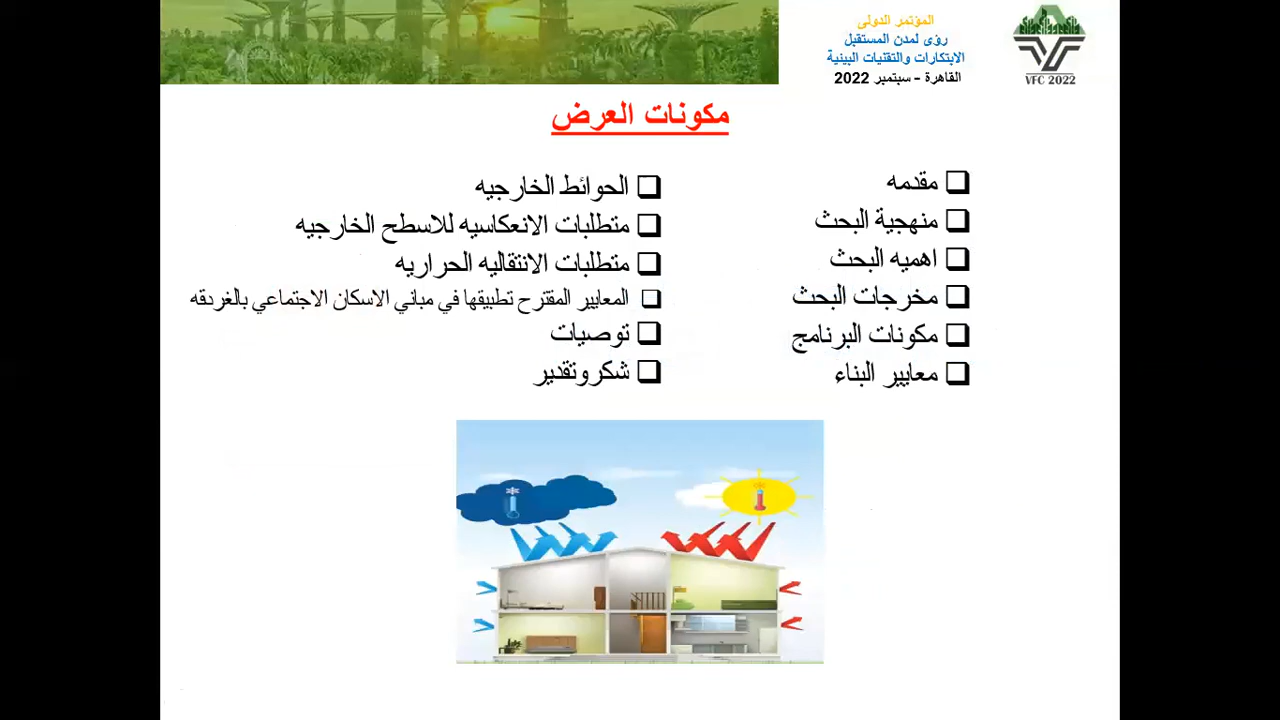 المؤتمر الدولى
رؤى لمدن المستقبل
الابتكارات والتقنيات البينية
القاهرة – سبتمبر 2022
VFC 2022
مكونات العرض
مقدمه
منهجية البحث
اهميه البحث
مخرجات البحث
مكونات البرنامج
معايير البناء
الحوائط الخارجيه
متطلبات الانعكاسيه للاسطح الخارجيه
متطلبات الانتقاليه الحراريه
المعايير المقترح تطبيقها في مباني الاسكان الاجتماعي بالغردقه
توصيات
شكروتقدير